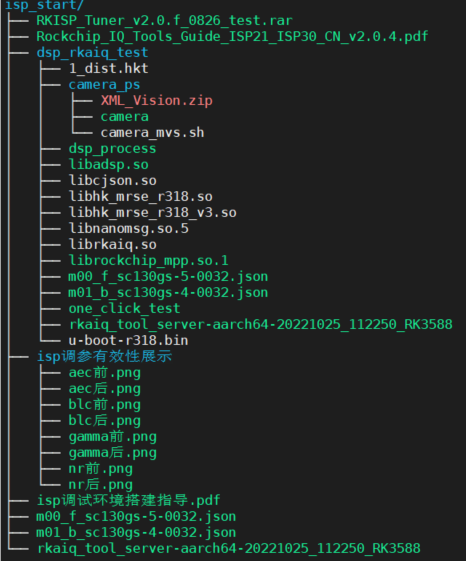 isp_start/
├── RKISP_Tuner_v2.0.f_0826_test.rar
├── Rockchip_IQ_Tools_Guide_ISP21_ISP30_CN_v2.0.4.pdf
├── dsp_rkaiq_test
│   ├── 1_dist.hkt
│   ├── camera_ps
│   │   ├── XML_Vision.zip
│   │   ├── camera
│   │   └── camera_mvs.sh
│   ├── dsp_process
│   ├── libadsp.so
│   ├── libcjson.so
│   ├── libhk_mrse_r318.so
│   ├── libhk_mrse_r318_v3.so
│   ├── libnanomsg.so.5
│   ├── librkaiq.so
│   ├── librockchip_mpp.so.1
│   ├── m00_f_sc130gs-5-0032.json
│   ├── m01_b_sc130gs-4-0032.json
│   ├── one_click_test
│   ├── rkaiq_tool_server-aarch64-20221025_112250_RK3588
│   └── u-boot-r318.bin
├── isp调参有效性展示
│   ├── aec前.png
│   ├── aec后.png
│   ├── blc前.png
│   ├── blc后.png
│   ├── gamma前.png
│   ├── gamma后.png
│   ├── nr前.png
│   └── nr后.png
├── isp调试环境搭建指导.pdf
├── m00_f_sc130gs-5-0032.json
├── m01_b_sc130gs-4-0032.json
└── rkaiq_tool_server-aarch64-20221025_112250_RK3588